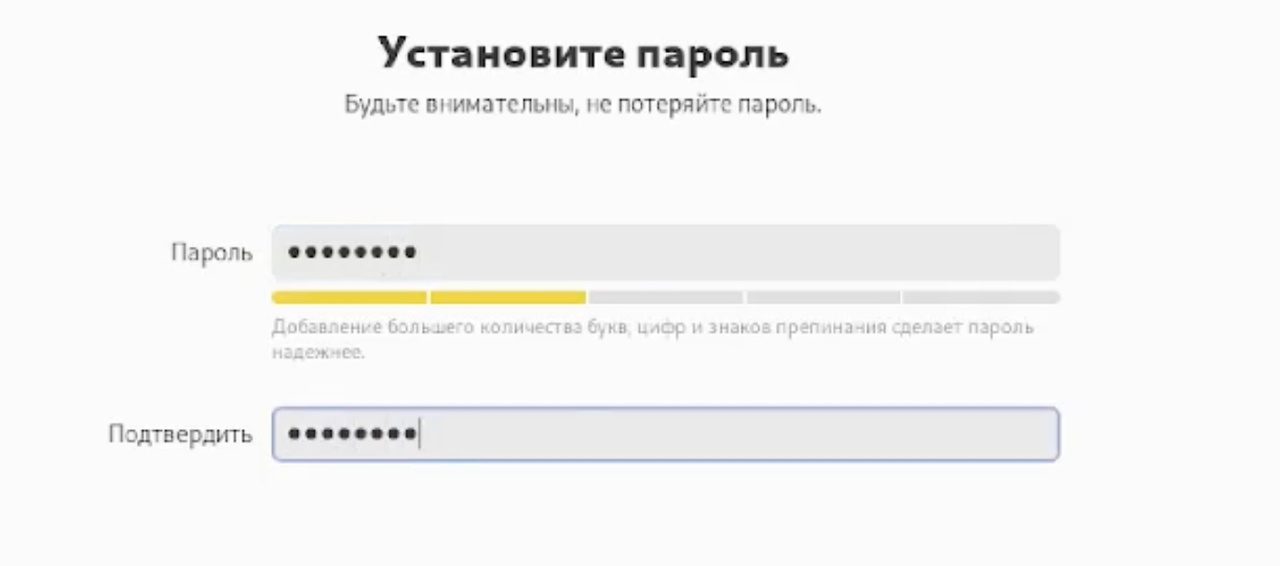 Установите пароль
Будьте внимательны, не потеряйте пароль.
Пароль ••••••••
Добавление большего количества букв, цифр и знаков препинания сделает пароль
надежнее.
Подтвердить ••••••••